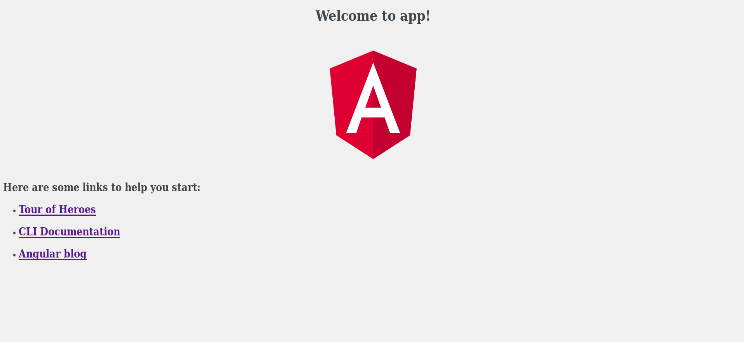 Welcome to app!
A
Here are some links to help you start:
Tour of Heroes
CLI Documentation
Angular blog